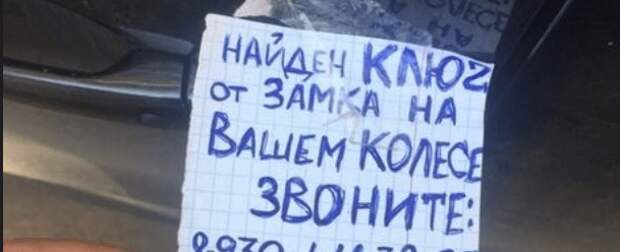 НАЙДЕН КЛЮЧ
ОТ ЗАМКА НА
ВАШЕМ КОЛЕСЕ
ЗВОНИТЕ: